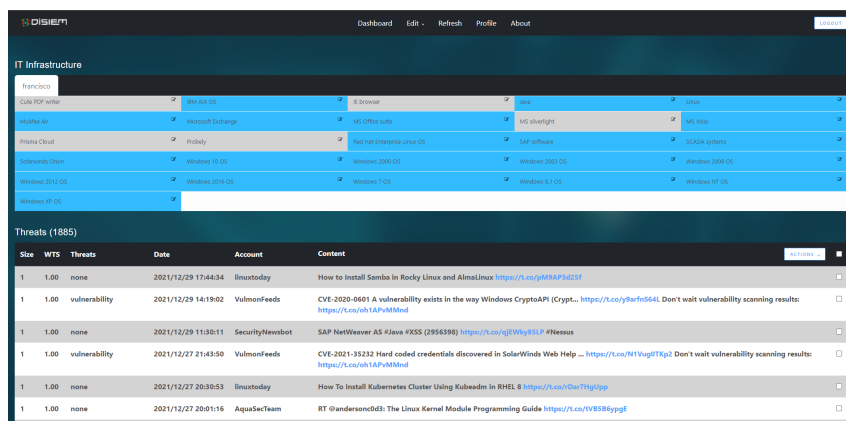 DiSIEM Dashboard Edit Refresh Profile About LOGOUT
IT Infrastructure
francisco
Cute PDF writer IBM AIX OS IE browser Java Linux
McAfee AV Microsoft Exchange MS Office suite MS silverlight MS Visio
Prisma Cloud Probely Red Hat Enterprise Linux OS SAP software SCADA systems
Solarwinds Orion Windows 10 OS Windows 2000 OS Windows 2003 OS Windows 2008 OS
Windows 2012 OS Windows 2016 OS Windows 7 OS Windows 8.1 OS Windows NT OS
Windows XP OS
Threats (1885)
Size WTS Threats Date Account Content ACTIONS
1 1.00 none 2021/12/29 17:44:34 linuxtoday How to Install Samba in Rocky Linux and AlmaLinux https://t.co/pM9AP3d25f
1 1.00 vulnerability 2021/12/29 14:19:02 VulmonFeeds CVE-2020-0601 A vulnerability exists in the way Windows CryptoAPI (Crypt... https://t.co/y9arfnS64L Don't wait vulnerability scanning results:
https://t.co/oh1APvMMnd
1 1.00 none 2021/12/29 11:30:11 SecurityNewsbot SAP NetWeaver AS #Java #XSS (2956398) https://t.co/qjEWky8SLP #Nessus
1 1.00 vulnerability 2021/12/27 21:43:50 VulmonFeeds CVE-2021-35232 Hard coded credentials discovered in SolarWinds Web Help ... https://t.co/N1Vug0TKp2 Don't wait vulnerability scanning results:
https://t.co/oh1APvMMnd
1 1.00 none 2021/12/27 20:30:53 linuxtoday How To Install Kubernetes Cluster Using Kubeadm in RHEL 8 https://t.co/rDar7HgUpp
1 1.00 none 2021/12/27 20:01:16 AquaSecTeam RT @andersonc0d3: The Linux Kernel Module Programming Guide https://t.co/tVB5B6ypgE